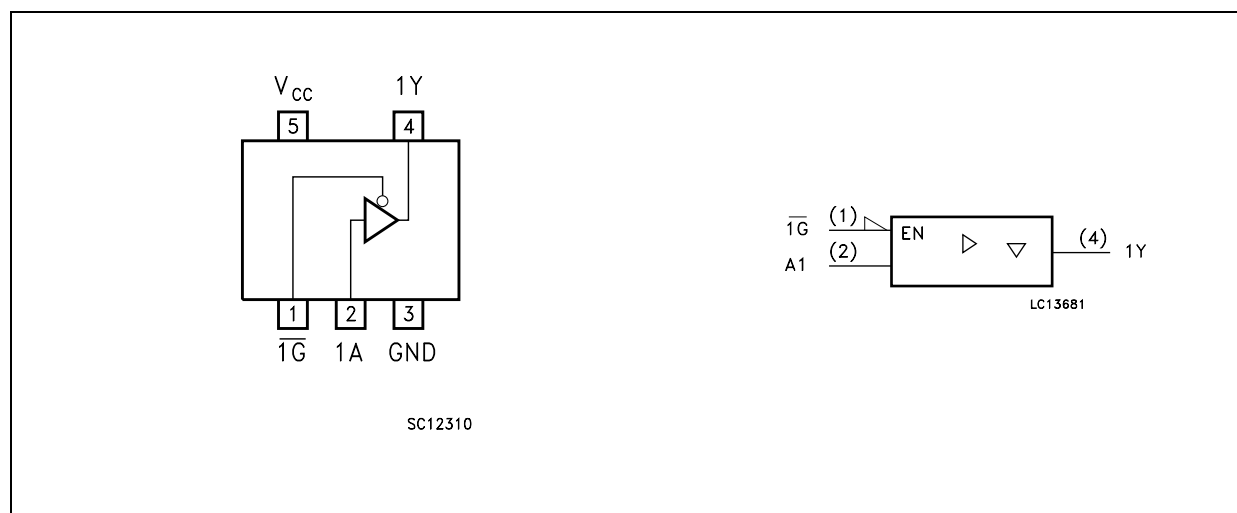 V CC 1Y
5 4
1 2 3
1G 1A GND
SC12310
1G (1) EN
A1 (2)
(4) 1Y
LC13681